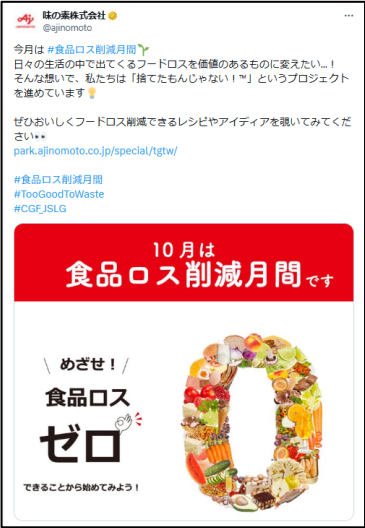 味の素株式会社
@ajinomoto
今月は #食品ロス削減月間🌱
日々の生活の中で出てくるフードロスを価値のあるものに変えたい…！
そんな想いで、私たちは「捨てたもんじゃない！™」というプロジェクト
を進めています💡
ぜひおいしくフードロス削減できるレシピやアイディアを覗いてみてくだ
さい👀
park.ajinomoto.co.jp/special/tgtw/
#食品ロス削減月間
#TooGoodToWaste
#CGF_JSLG
10月は
食品ロス削減月間です
めざせ！
食品ロス
ゼロ
できることから始めてみよう！